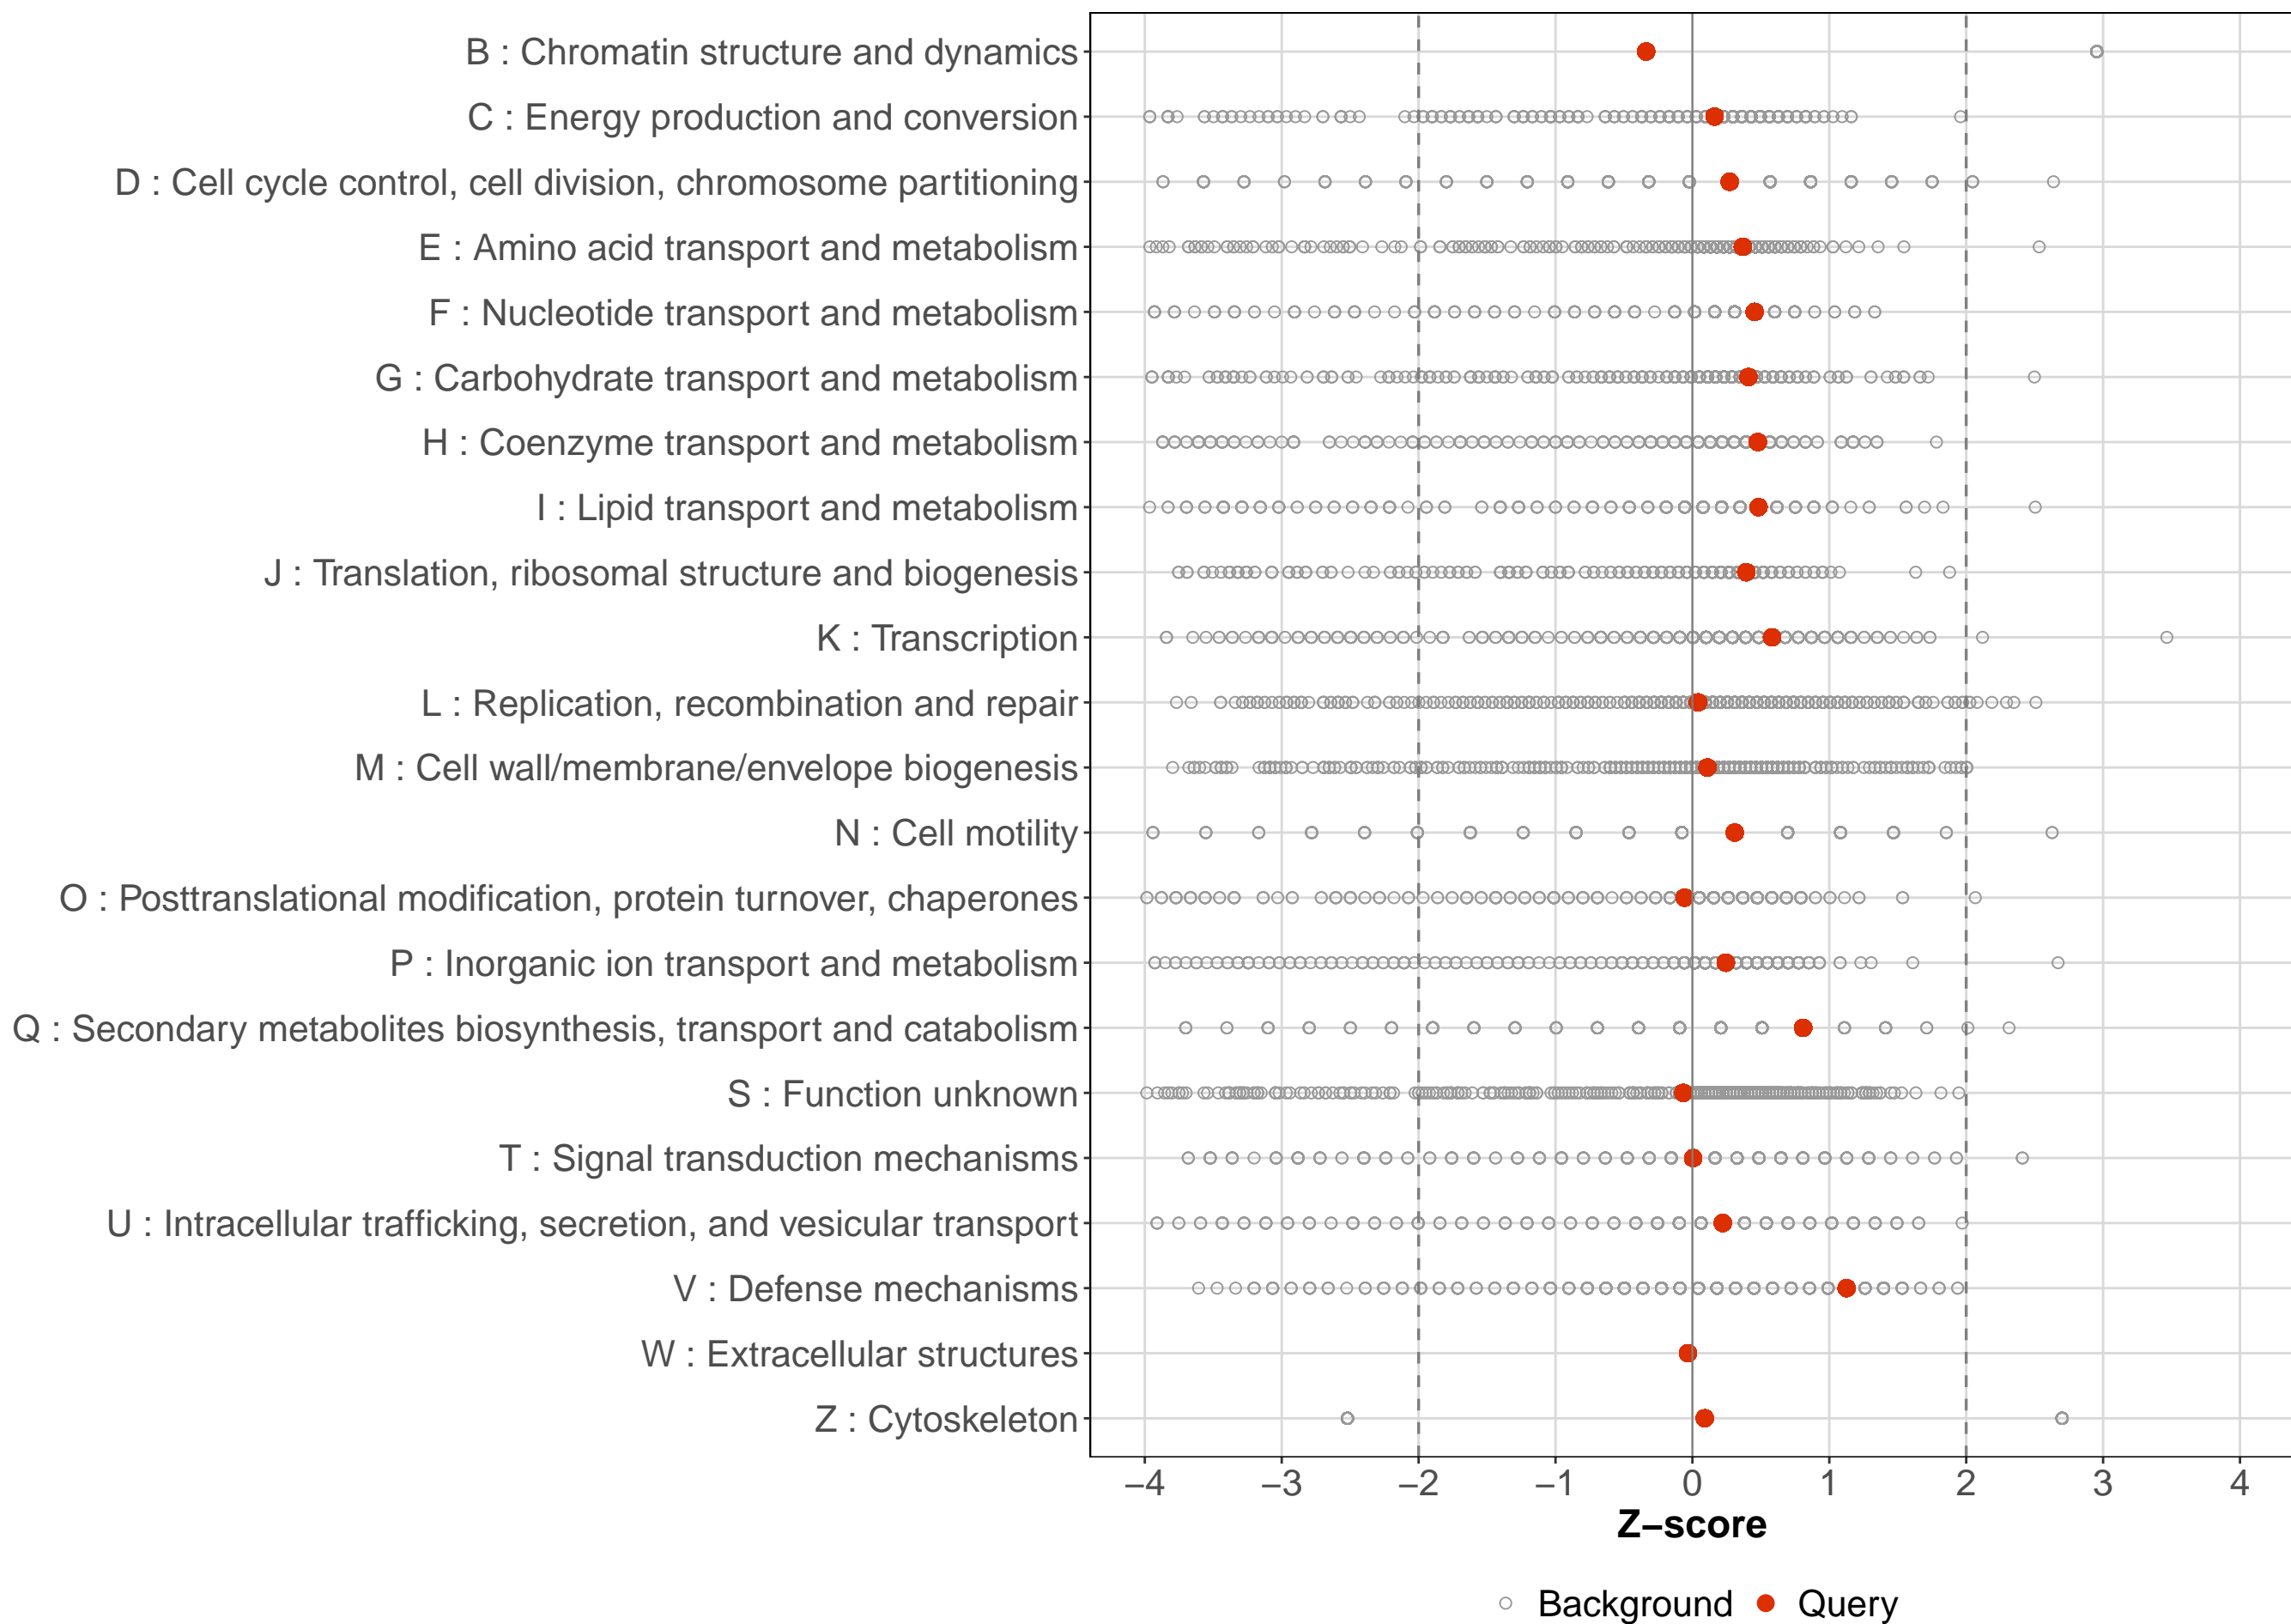 B : Chromatin structure and dynamics
C : Energy production and conversion
D : Cell cycle control, cell division, chromosome partitioning
E : Amino acid transport and metabolism
F : Nucleotide transport and metabolism
G : Carbohydrate transport and metabolism
H : Coenzyme transport and metabolism
I : Lipid transport and metabolism
J : Translation, ribosomal structure and biogenesis
K : Transcription
L : Replication, recombination and repair
M : Cell wall/membrane/envelope biogenesis
N : Cell motility
O : Posttranslational modification, protein turnover, chaperones
P : Inorganic ion transport and metabolism
Q : Secondary metabolites biosynthesis, transport and catabolism
S : Function unknown
T : Signal transduction mechanisms
U : Intracellular trafficking, secretion, and vesicular transport
V : Defense mechanisms
W : Extracellular structures
Z : Cytoskeleton
−4 −3 −2 −1 0 1 2 3 4
Z−score
Background Query